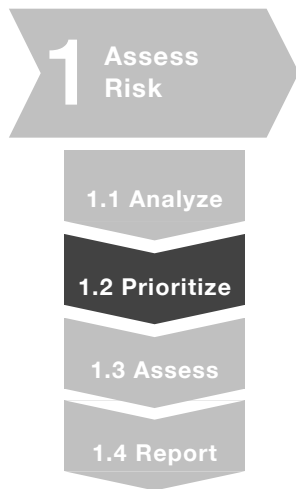 1 Assess
Risk
1.1 Analyze
1.2 Prioritize
1.3 Assess
1.4 Report